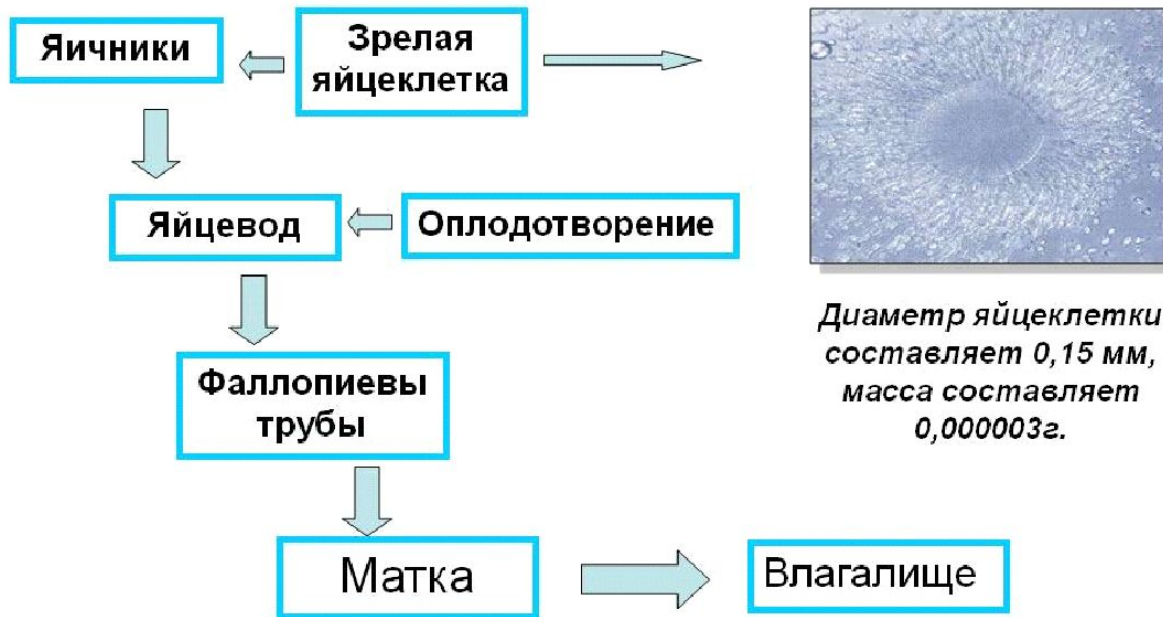 Яичники
Зрелая
яйцеклетка
Яйцевод
Оплодотворение
Фаллопиевы
трубы
Матка
Влагалище
Диаметр яйцеклетки
составляет 0,15 мм,
масса составляет
0,000003г.